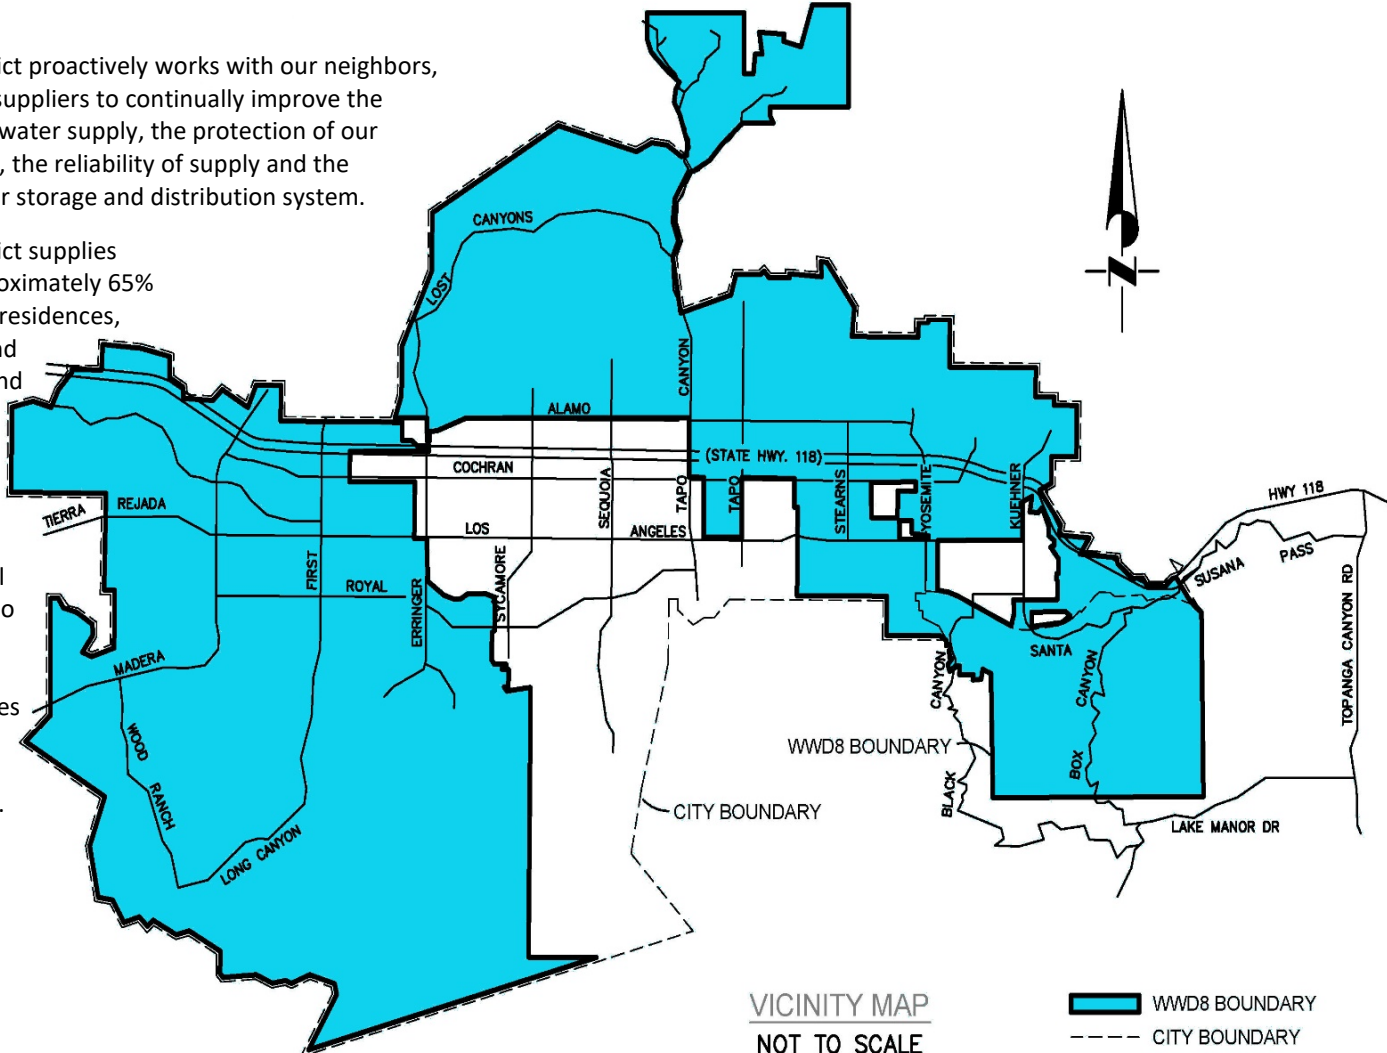 ict proactively works with our neighbors,
suppliers to continually improve the
water supply, the protection of our
, the reliability of supply and the
r storage and distribution system.
ict supplies
oximately 65%
residences,
nd
nd
l
o
es
.
CANYONS
LOST
CANYON
ALAMO
(STATE HWY. 118)
COCHRAN
SEQUOIA
TAPO
TAPO
STEARNS
YOSEMITE
KUEHNER
HWY 118
TIERRA
REJADA
LOS
ANGELES
SUSANA
PASS
FIRST
ROYAL
ERRINGER
SYCAMORE
MADERA
SANTA
CANYON
CANYON
TOPANGA CANYON RD
WOOD
RANCH
WWD8 BOUNDARY
BLACK
BOX
CITY BOUNDARY
LAKE MANOR DR
LONG CANYON
N
VICINITY MAP
NOT TO SCALE
WWD8 BOUNDARY
CITY BOUNDARY